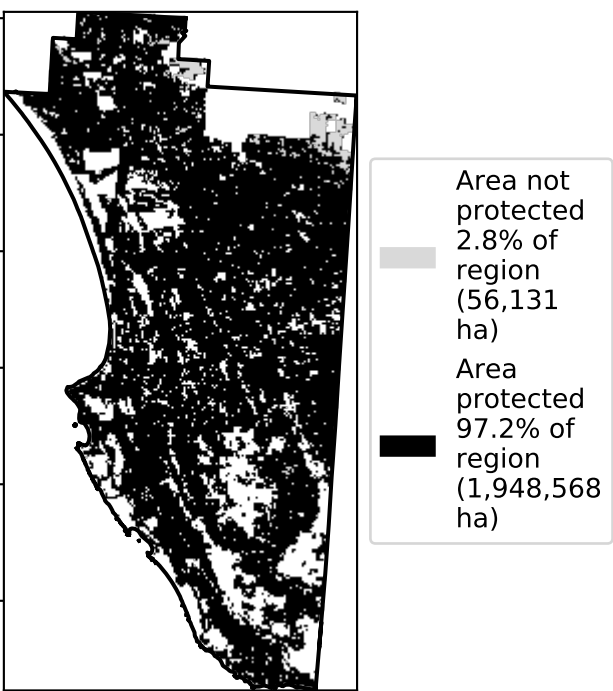 Area not
protected
2.8% of
region
(56,131
ha)
Area
protected
97.2% of
region
(1,948,568
ha)